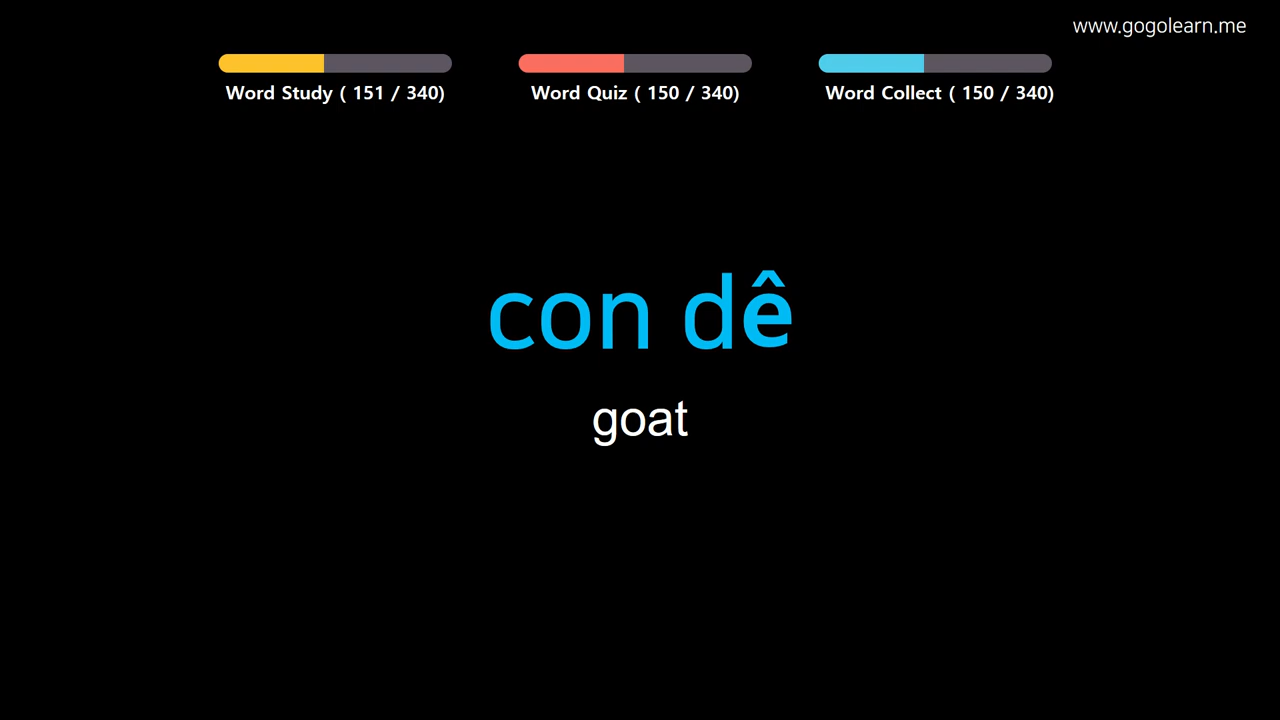 www.gogolearn.me
Word Study ( 151 / 340)
Word Quiz ( 150 / 340)
Word Collect ( 150 / 340)
con dê
goat